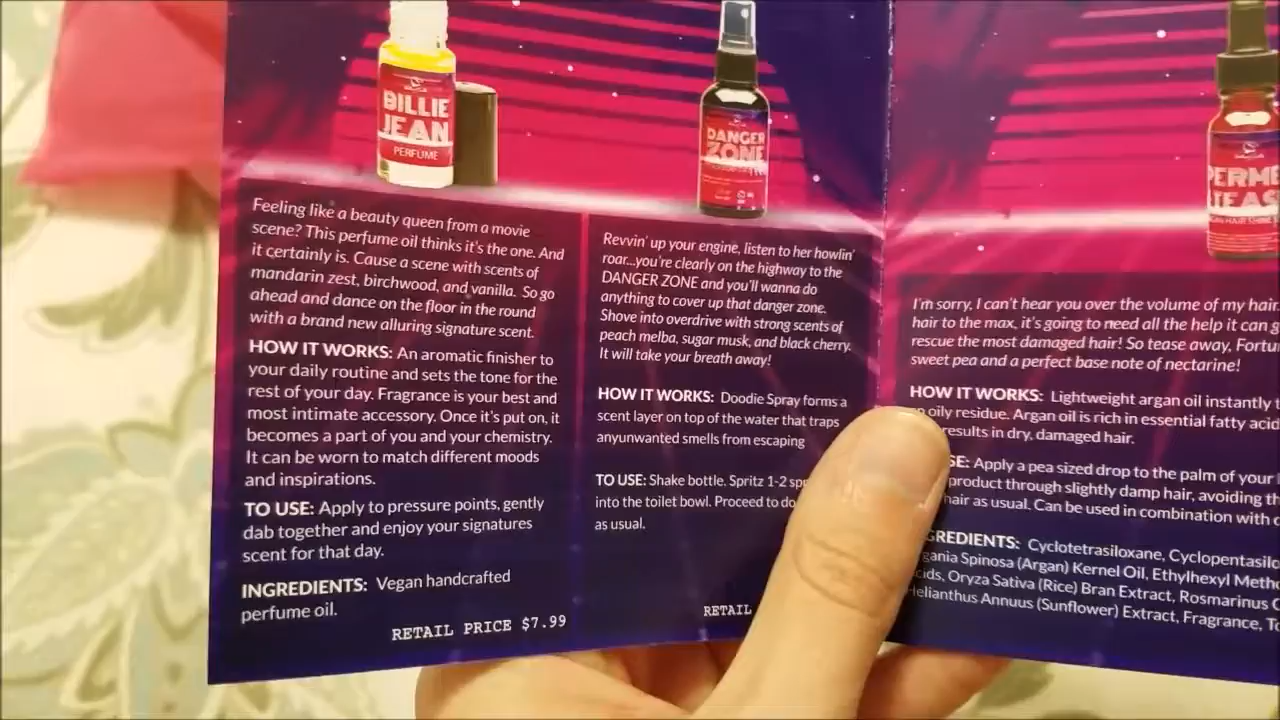 BILLIE
JEAN
PERFUME
Feeling like a beauty queen from a movie
scene? This perfume oil thinks it's the one. And
it certainly is. Cause a scene with scents of
mandarin zest, birchwood, and vanilla. So go
ahead and dance on the floor in the round
with a brand new alluring signature scent.
HOW IT WORKS: An aromatic finisher to
your daily routine and sets the tone for the
rest of your day. Fragrance is your best and
most intimate accessory. Once it's put on, it
becomes a part of you and your chemistry.
It can be worn to match different moods
and inspirations.
TO USE: Apply to pressure points, gently
dab together and enjoy your signatures
scent for that day.
INGREDIENTS: Vegan handcrafted
perfume oil.
RETAIL PRICE $7.99
DANGER
ZONE
Revvin' up your engine, listen to her howlin'
roar...you're clearly on the highway to the
DANGER ZONE and you'll wanna do
anything to cover up that danger zone.
Shove into overdrive with strong scents of
peach melba, sugar musk, and black cherry.
It will take your breath away!
HOW IT WORKS: Doodie Spray forms a
scent layer on top of the water that traps
anyunwanted smells from escaping
TO USE: Shake bottle. Spritz 1-2 sp
into the toilet bowl. Proceed to do
as usual.
RETAIL
PERME
TEAS
HAIR SHINE
I'm sorry, I can't hear you over the volume of my hair
hair to the max, it's going to need all the help it can g
rescue the most damaged hair! So tease away, Fortu
sweet pea and a perfect base note of nectarine!
HOW IT WORKS: Lightweight argan oil instantly t
oily residue. Argan oil is rich in essential fatty acid
results in dry, damaged hair.
SE: Apply a pea sized drop to the palm of your
product through slightly damp hair, avoiding th
hair as usual. Can be used in combination with
GREDIENTS: Cyclotetrasiloxane, Cyclopentasilo
gania Spinosa (Argan) Kernel Oil, Ethylhexyl Meth
cids, Oryza Sativa (Rice) Bran Extract, Rosmarinus
Helianthus Annuus (Sunflower) Extract, Fragrance, To